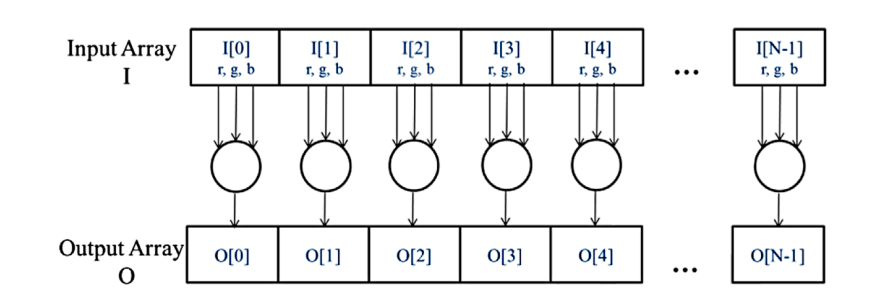 Input Array I[0] I[1] I[2] I[3] I[4] I[N-1]
I r, g, b r, g, b r, g, b r, g, b r, g, b ... r, g, b
Output Array O[0] O[1] O[2] O[3] O[4] O[N-1]
O ...